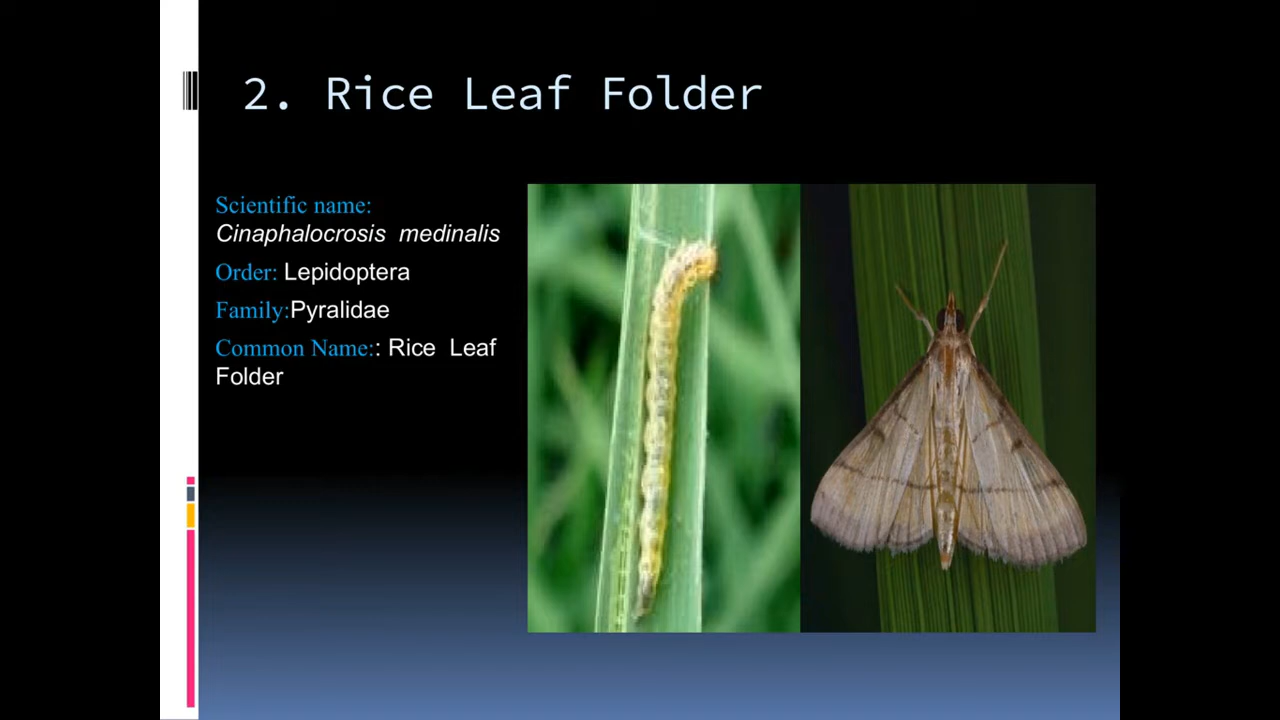 2. Rice Leaf Folder
Scientific name:
Cinaphalocrosis medinalis
Order: Lepidoptera
Family:Pyralidae
Common Name:: Rice Leaf
Folder